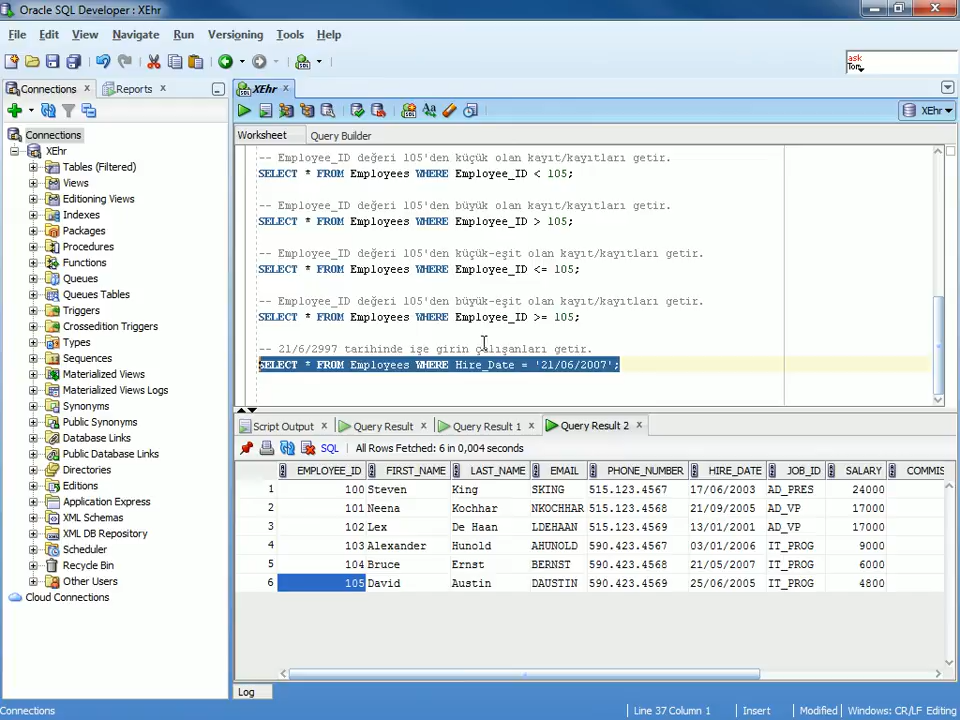 Oracle SQL Developer : XEhr
File Edit View Navigate Run Versioning Tools Help
ask
Tom
Connections Reports XEhr
XEhr
Worksheet Query Builder
Connections
XEhr
Tables (Filtered)
Views
Editioning Views
Indexes
Packages
Procedures
Functions
Queues
Queues Tables
Triggers
Crossedition Triggers
Types
Sequences
Materialized Views
Materialized Views Logs
Synonyms
Public Synonyms
Database Links
Public Database Links
Directories
Editions
Application Express
XML Schemas
XML DB Repository
Scheduler
Recycle Bin
Other Users
Cloud Connections
-- Employee_ID değeri 105'den küçük olan kayıt/kayıtları getir.
SELECT * FROM Employees WHERE Employee_ID < 105;
-- Employee_ID değeri 105'den büyük olan kayıt/kayıtları getir.
SELECT * FROM Employees WHERE Employee_ID > 105;
-- Employee_ID değeri 105'den küçük-eşit olan kayıt/kayıtları getir.
SELECT * FROM Employees WHERE Employee_ID <= 105;
-- Employee_ID değeri 105'den büyük-eşit olan kayıt/kayıtları getir.
SELECT * FROM Employees WHERE Employee_ID >= 105;
-- 21/6/2997 tarihinde işe girin çalışanları getir.
SELECT * FROM Employees WHERE Hire_Date = '21/06/2007';
Script Output Query Result Query Result 1 Query Result 2
SQL All Rows Fetched: 6 in 0,004 seconds
EMPLOYEE_ID FIRST_NAME LAST_NAME EMAIL PHONE_NUMBER HIRE_DATE JOB_ID SALARY COMMIS
1 100 Steven King SKING 515.123.4567 17/06/2003 AD_PRES 24000
2 101 Neena Kochhar NKOCHHAR 515.123.4568 21/09/2005 AD_VP 17000
3 102 Lex De Haan LDEHAAN 515.123.4569 13/01/2001 AD_VP 17000
4 103 Alexander Hunold AHUNOLD 590.423.4567 03/01/2006 IT_PROG 9000
5 104 Bruce Ernst BERNST 590.423.4568 21/05/2007 IT_PROG 6000
6 105 David Austin DAUSTIN 590.423.4569 25/06/2005 IT_PROG 4800
Log
Connections Line 37 Column 1 Insert Modified Windows: CR/LF Editing